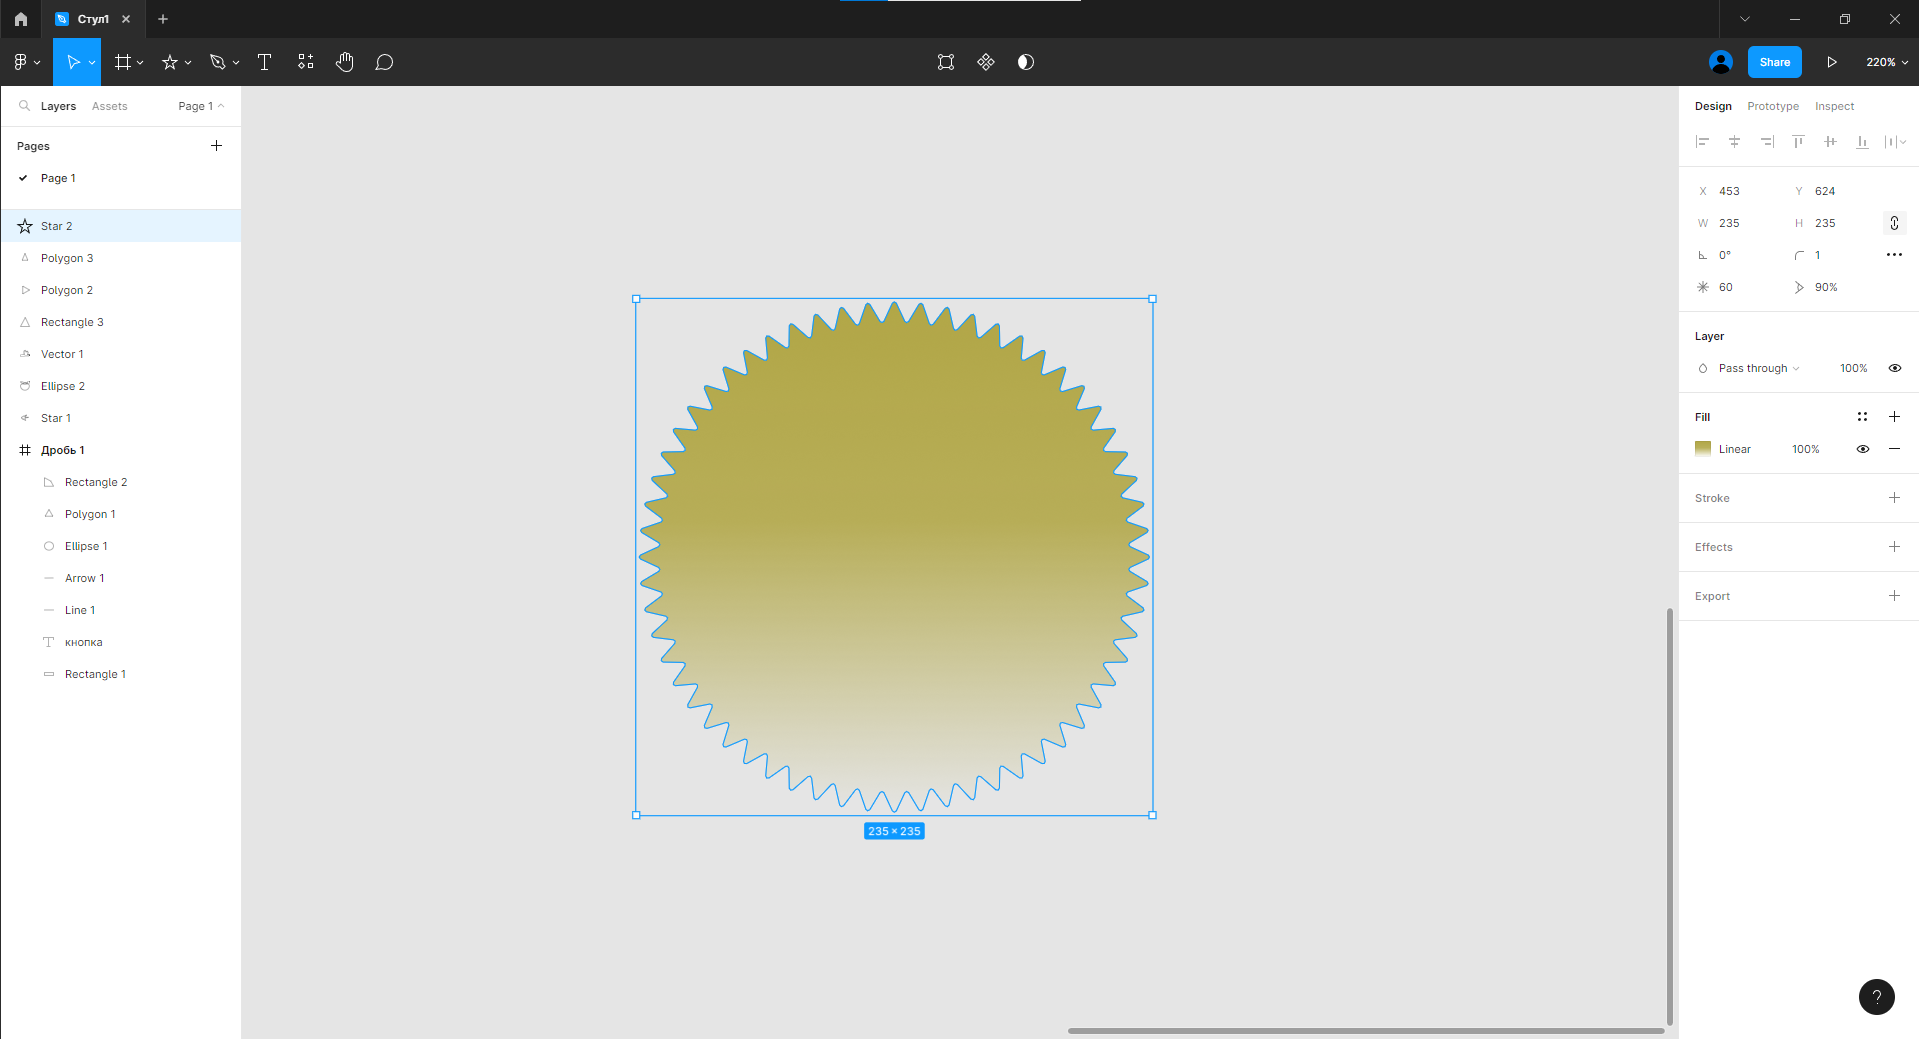 Стул1
Share
220%
Layers Assets Page 1
Pages
Page 1
Star 2
Polygon 3
Polygon 2
Rectangle 3
Vector 1
Ellipse 2
Star 1
Дробь 1
Rectangle 2
Polygon 1
Ellipse 1
Arrow 1
Line 1
кнопка
Rectangle 1
235 × 235
Design Prototype Inspect
X 453 Y 624
W 235 H 235
0° 1
60 90%
Layer
Pass through 100%
Fill
Linear 100%
Stroke
Effects
Export
?